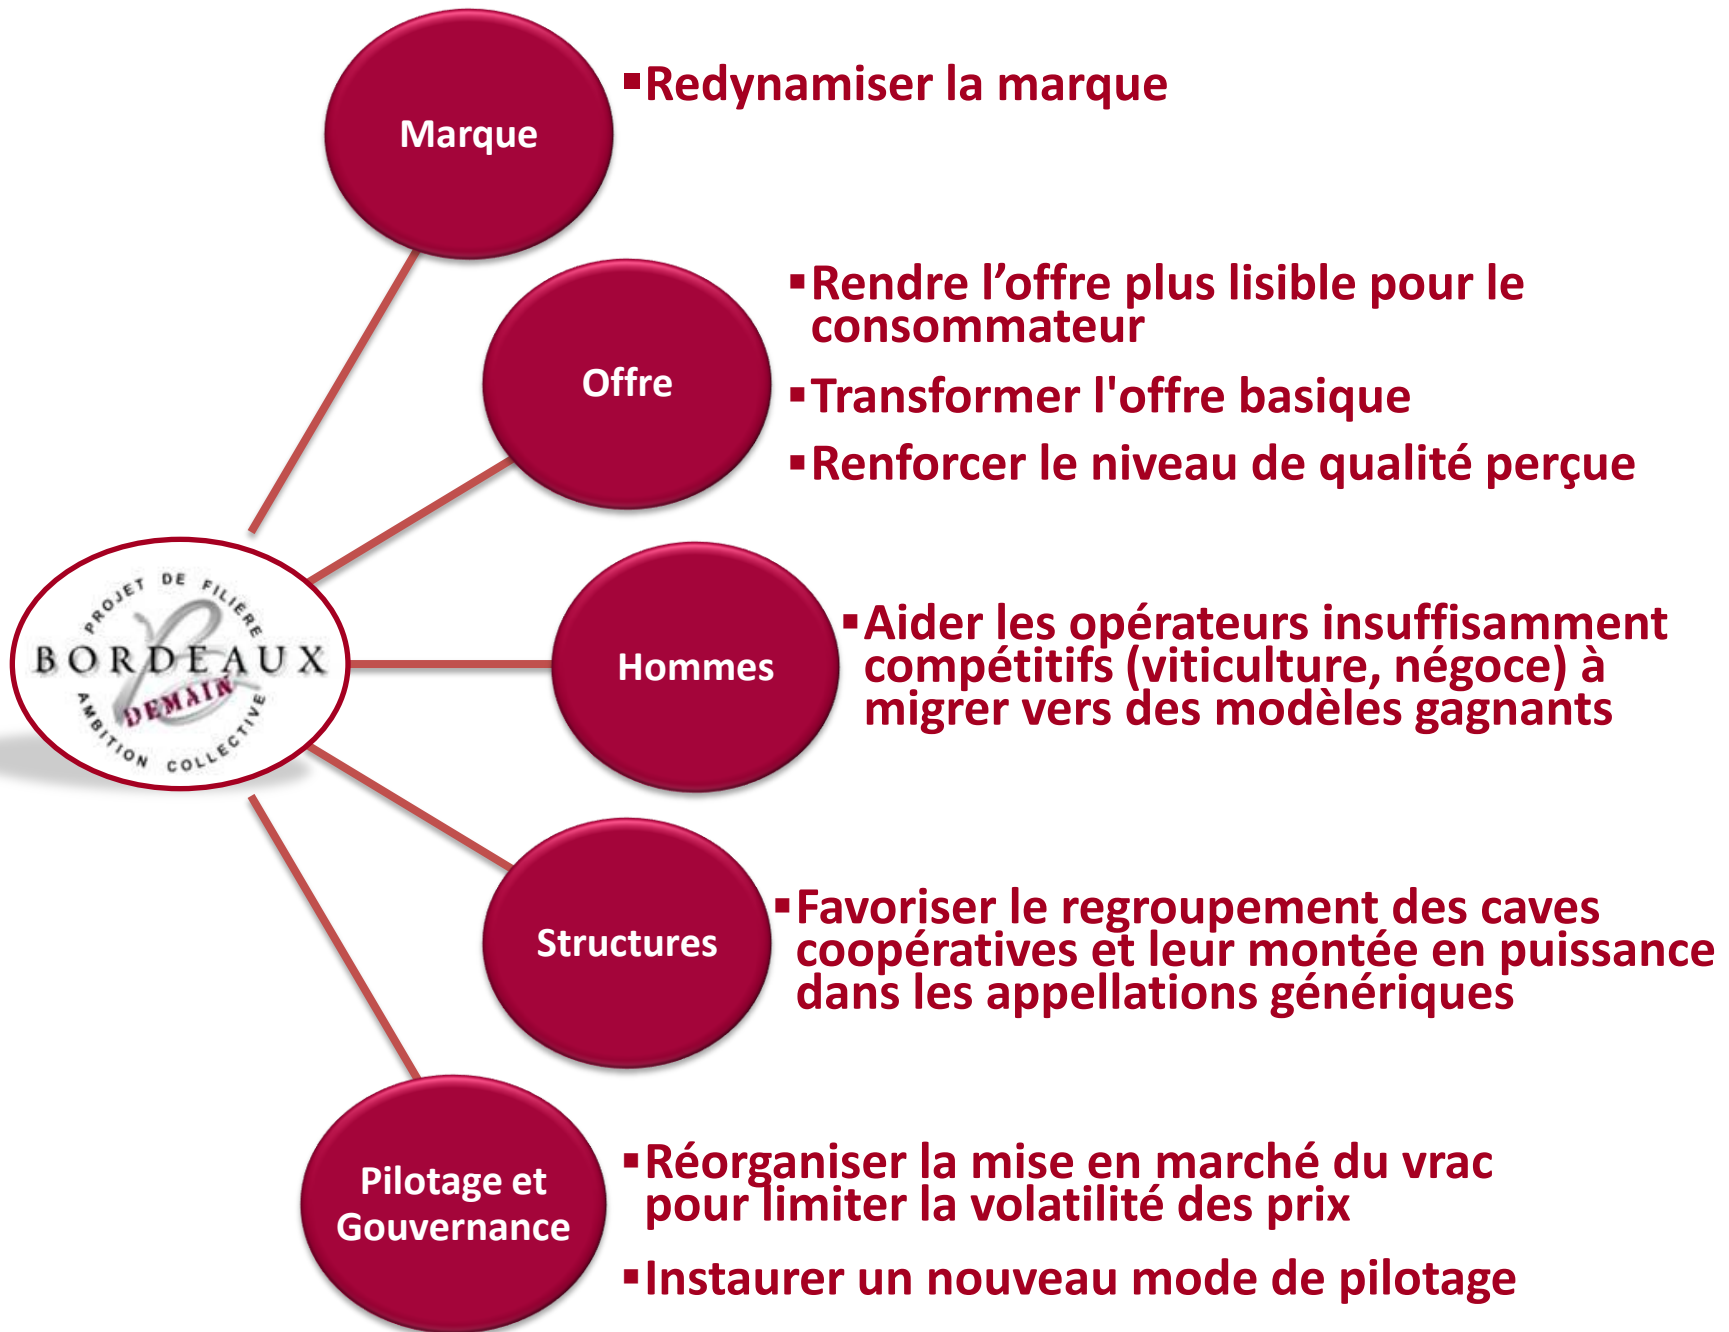 Marque
▪Redynamiser la marque
Offre
▪Rendre l’offre plus lisible pour le
consommateur
▪Transformer l'offre basique
▪Renforcer le niveau de qualité perçue
PROJET DE FILIÈRE
BORDEAUX
DEMAIN
AMBITION COLLECTIVE
Hommes
▪Aider les opérateurs insuffisamment
compétitifs (viticulture, négoce) à
migrer vers des modèles gagnants
Structures
▪Favoriser le regroupement des caves
coopératives et leur montée en puissance
dans les appellations génériques
Pilotage et
Gouvernance
▪Réorganiser la mise en marché du vrac
pour limiter la volatilité des prix
▪Instaurer un nouveau mode de pilotage